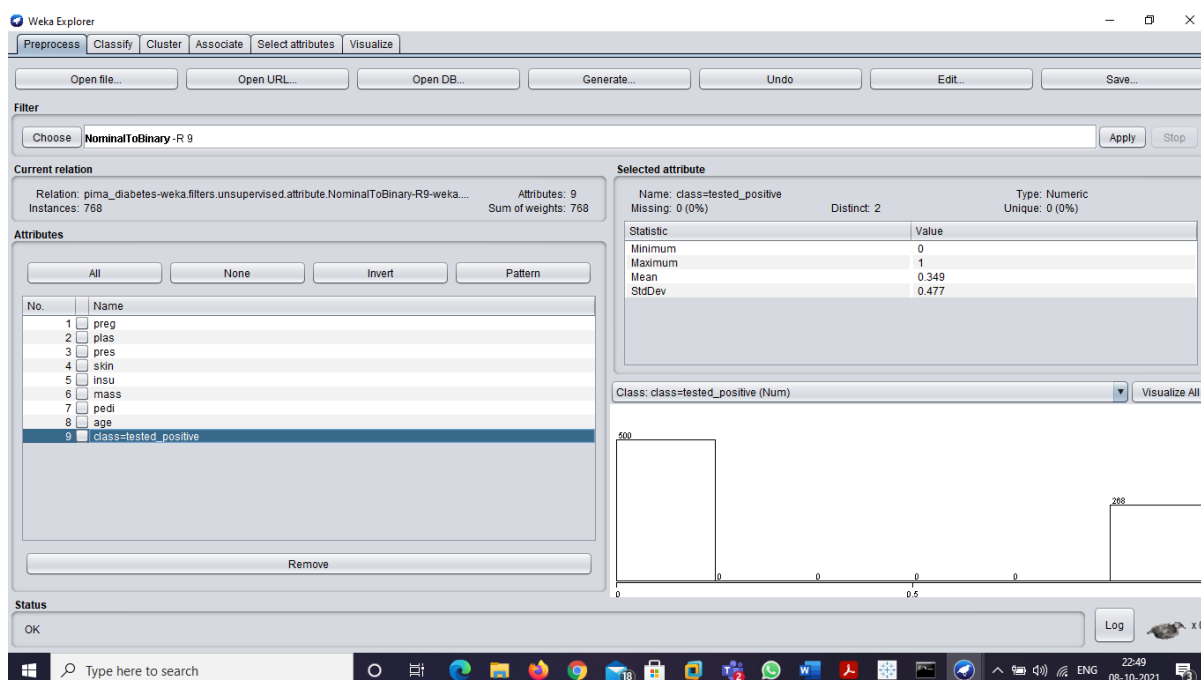 Weka Explorer
Preprocess Classify Cluster Associate Select attributes Visualize
Open file... Open URL... Open DB... Generate... Undo Edit... Save...
Filter
Choose NominalToBinary -R 9 Apply Stop
Current relation
Relation: pima_diabetes-weka.filters.unsupervised.attribute.NominalToBinary-R9-weka.... Attributes: 9
Instances: 768 Sum of weights: 768
Attributes
All None Invert Pattern
No. Name
1 preg
2 plas
3 pres
4 skin
5 insu
6 mass
7 pedi
8 age
9 class=tested_positive
Remove
Selected attribute
Name: class=tested_positive Type: Numeric
Missing: 0 (0%) Distinct: 2 Unique: 0 (0%)
Statistic Value
Minimum 0
Maximum 1
Mean 0.349
StdDev 0.477
Class: class=tested_positive (Num) Visualize All
500
268
0 0 0
0 0.5
Status
OK
Log x 0
Type here to search 18 2 ENG 22:49
08-10-2021 3